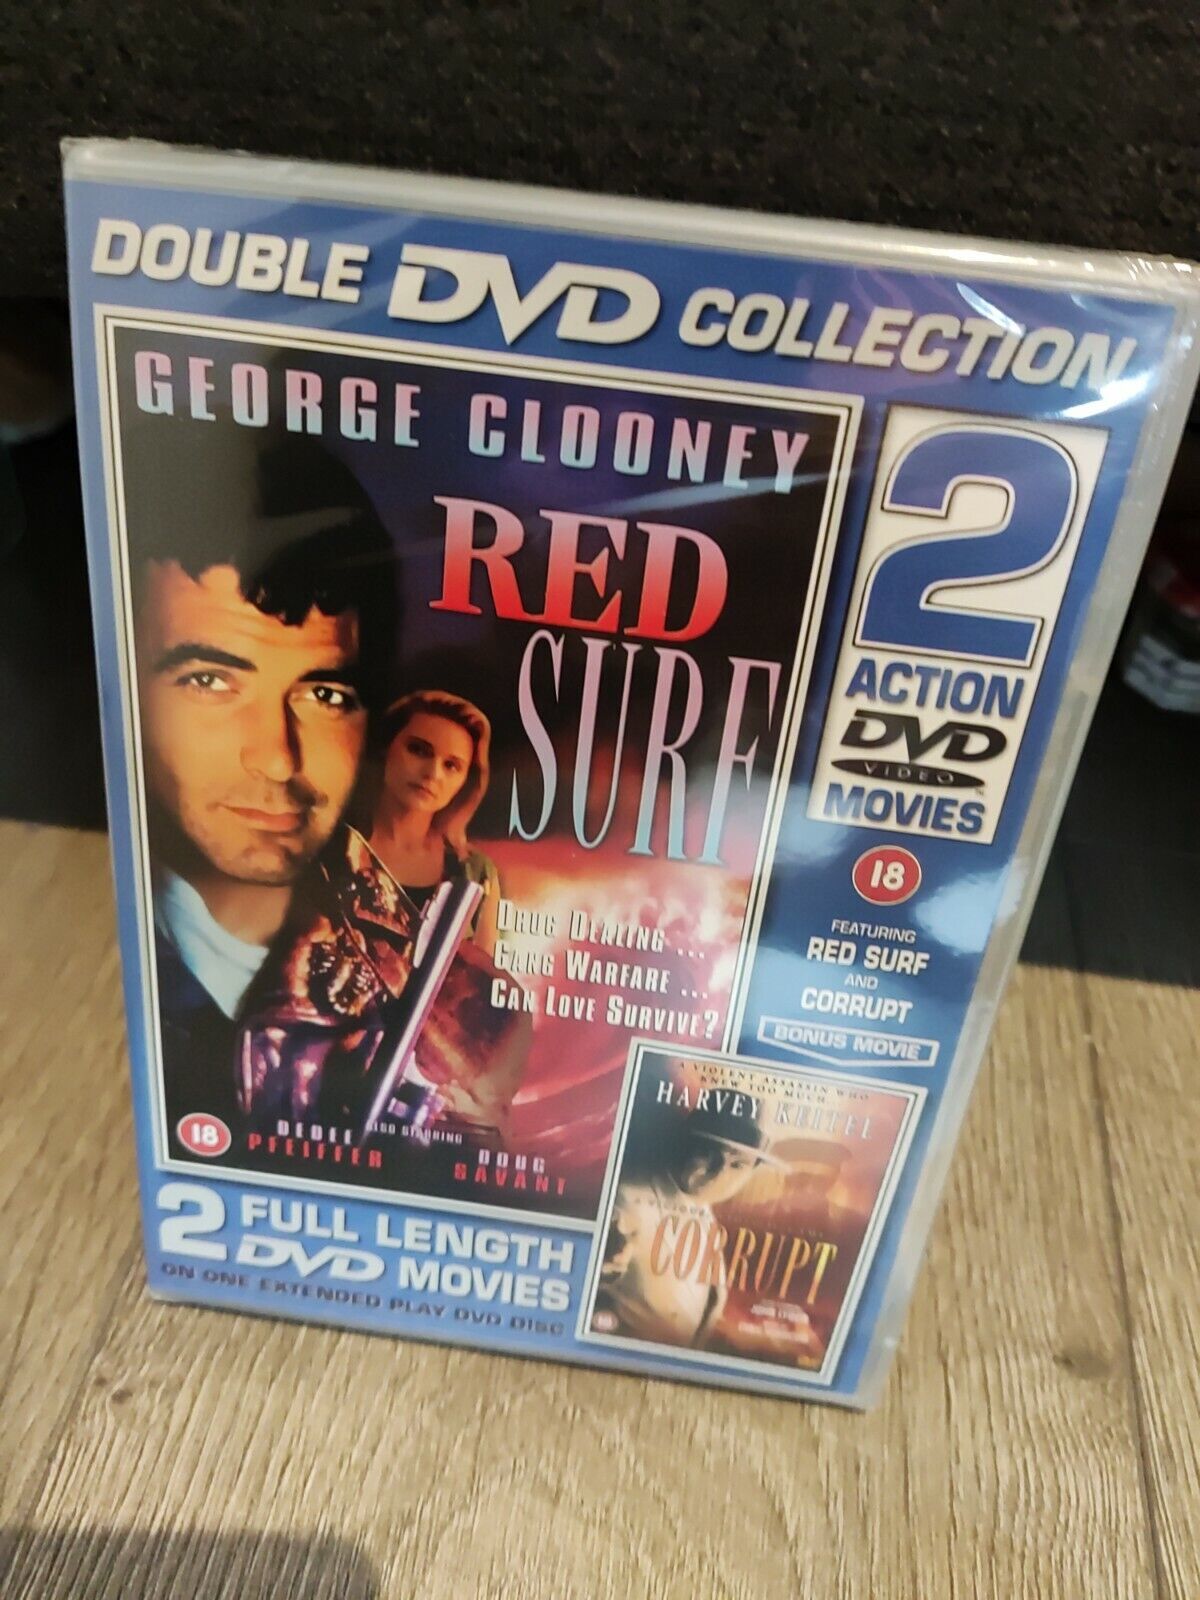 DOUBLE DVD COLLECTION
GEORGE CLOONEY
RED
SURF
DRUG DEALING ...
GANG WARFARE ...
CAN LOVE SURVIVE?
18
ALSO STARRING
DEDEE
PFEIFFER
DOUG
SAVANT
2
ACTION
DVD
VIDEO
MOVIES
18
FEATURING
RED SURF
AND
CORRUPT
BONUS MOVIE
A VIOLENT ASSASSIN WHO
KNEW TOO MUCH
HARVEY KEITEL
CORRUPT
18
2 FULL LENGTH
DVD MOVIES
ON ONE EXTENDED PLAY DVD DISC